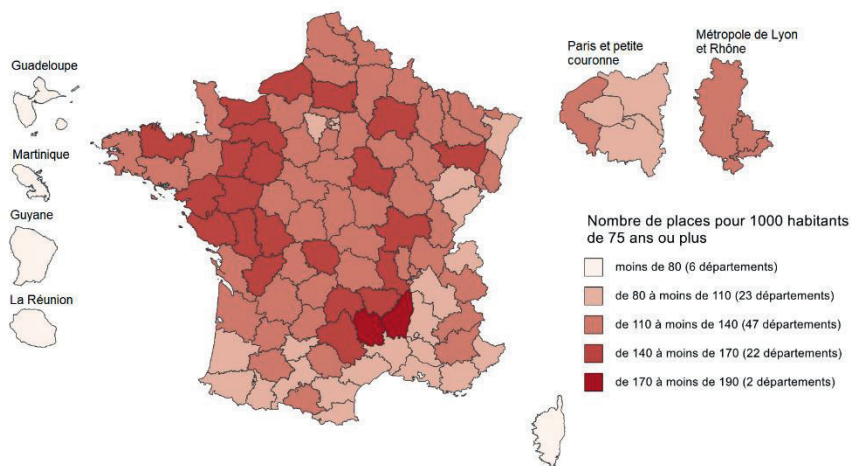 Guadeloupe
Martinique
Guyane
La Réunion
Paris et petite
couronne
Métropole de Lyon
et Rhône
Nombre de places pour 1000 habitants
de 75 ans ou plus
moins de 80 (6 départements)
de 80 à moins de 110 (23 départements)
de 110 à moins de 140 (47 départements)
de 140 à moins de 170 (22 départements)
de 170 à moins de 190 (2 départements)